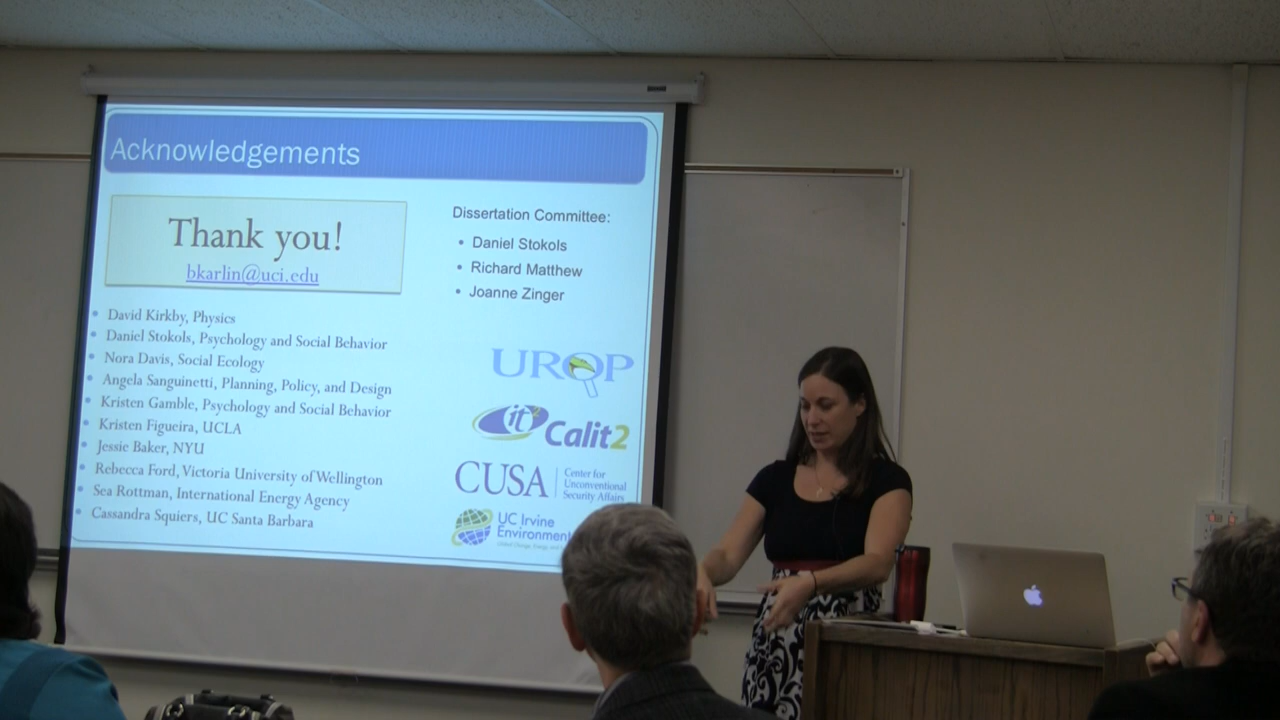 Acknowledgements
Thank you!
bkarlin@uci.edu
David Kirkby, Physics
Daniel Stokols, Psychology and Social Behavior
Nora Davis, Social Ecology
Angela Sanguinetti, Planning, Policy, and Design
Kristen Gamble, Psychology and Social Behavior
Kristen Figueira, UCLA
Jessie Baker, NYU
Rebecca Ford, Victoria University of Wellington
Sea Rottman, International Energy Agency
Cassandra Squiers, UC Santa Barbara
Dissertation Committee:
Daniel Stokols
Richard Matthew
Joanne Zinger
UROP
it2 Calit2
CUSA
Center for
Unconventional
Security Affairs
UC Irvine
Environment